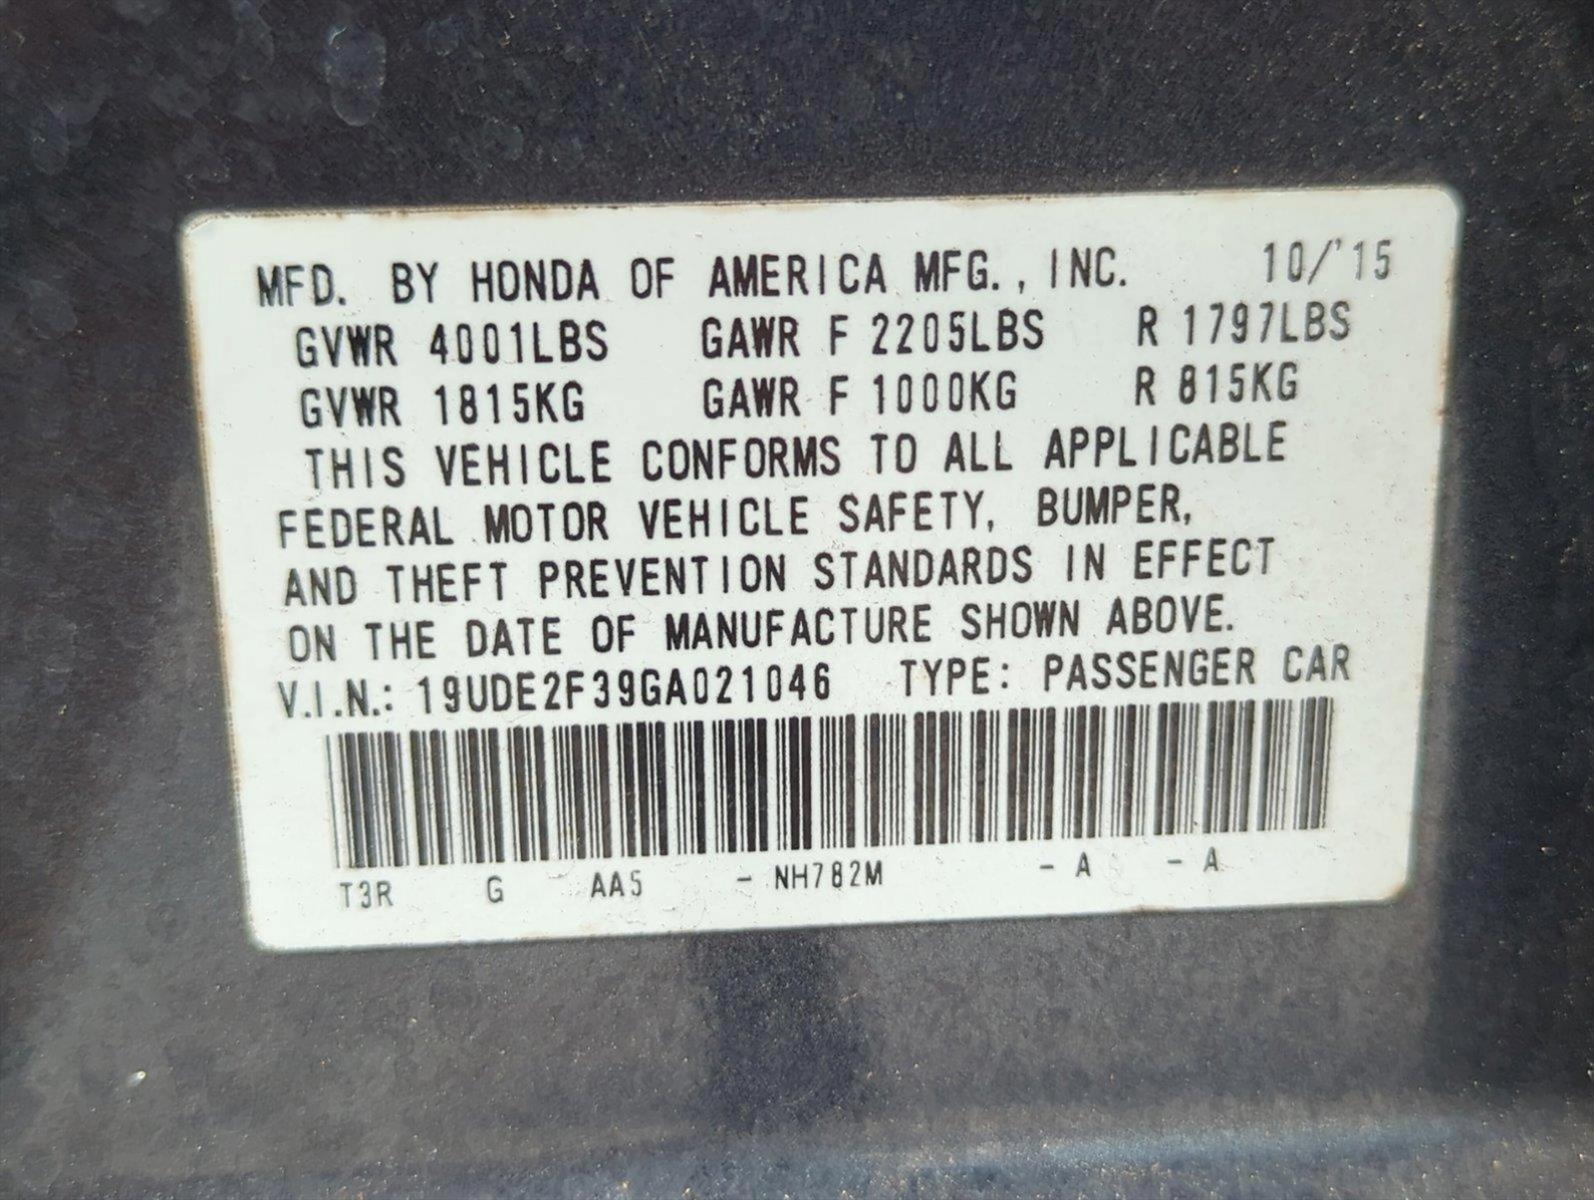 MFD. BY HONDA OF AMERICA MFG., INC. 10/'15
GVWR 4001LBS GAWR F 2205LBS R 1797LBS
GVWR 1815KG GAWR F 1000KG R 815KG
THIS VEHICLE CONFORMS TO ALL APPLICABLE
FEDERAL MOTOR VEHICLE SAFETY, BUMPER,
AND THEFT PREVENTION STANDARDS IN EFFECT
ON THE DATE OF MANUFACTURE SHOWN ABOVE.
V.I.N.: 19UDE2F39GA021046 TYPE: PASSENGER CAR
T3R G AA5 - NH782M - A - A